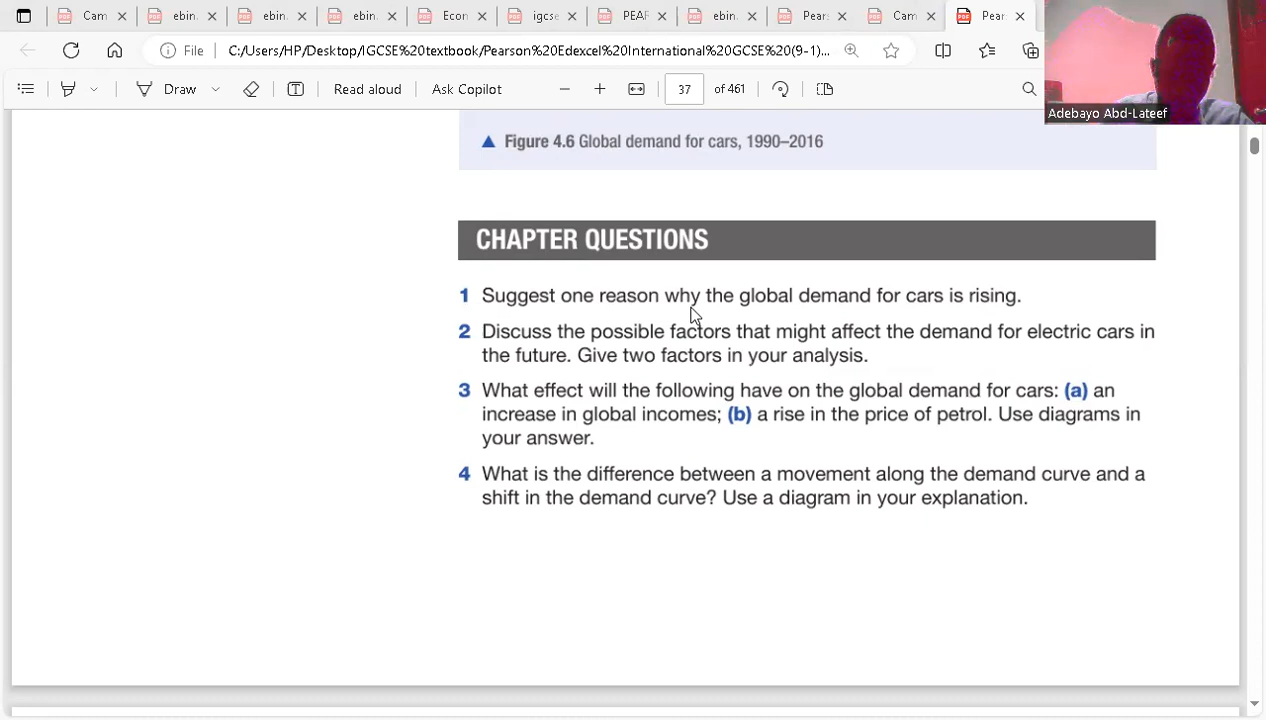 Cam
ebin.
ebin.
ebin.
Econ
igcse
PEAF
ebin.
Pears
Cam
Pear
File
C:/Users/HP/Desktop/IGCSE%20textbook/Pearson%20Edexcel%20International%20GCSE%20(9-1)...
Draw
Read aloud
Ask Copilot
37
of 461
Adebayo Abd-Lateef
▲ Figure 4.6 Global demand for cars, 1990–2016
CHAPTER QUESTIONS
1 Suggest one reason why the global demand for cars is rising.
2 Discuss the possible factors that might affect the demand for electric cars in
the future. Give two factors in your analysis.
3 What effect will the following have on the global demand for cars: (a) an
increase in global incomes; (b) a rise in the price of petrol. Use diagrams in
your answer.
4 What is the difference between a movement along the demand curve and a
shift in the demand curve? Use a diagram in your explanation.